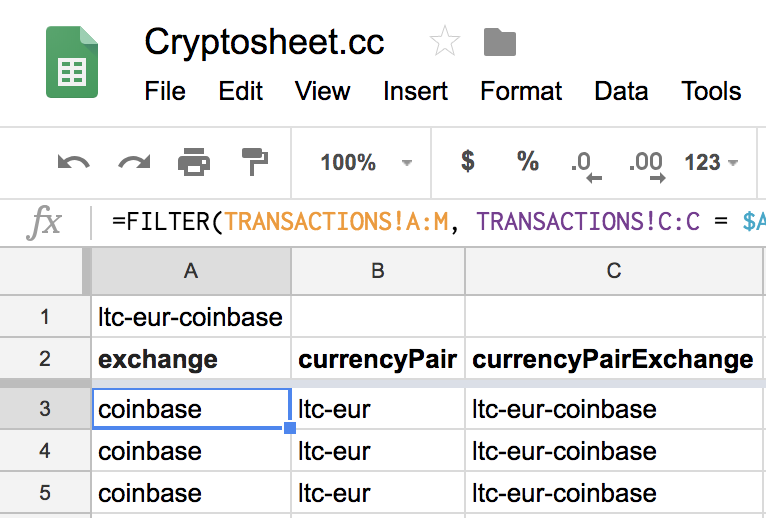 Cryptosheet.cc
File Edit View Insert Format Data Tools
100% $ % .0 .00 123
fx =FILTER(TRANSACTIONS!A:M, TRANSACTIONS!C:C = $A
A B C
1 ltc-eur-coinbase
2 exchange currencyPair currencyPairExchange
3 coinbase ltc-eur ltc-eur-coinbase
4 coinbase ltc-eur ltc-eur-coinbase
5 coinbase ltc-eur ltc-eur-coinbase